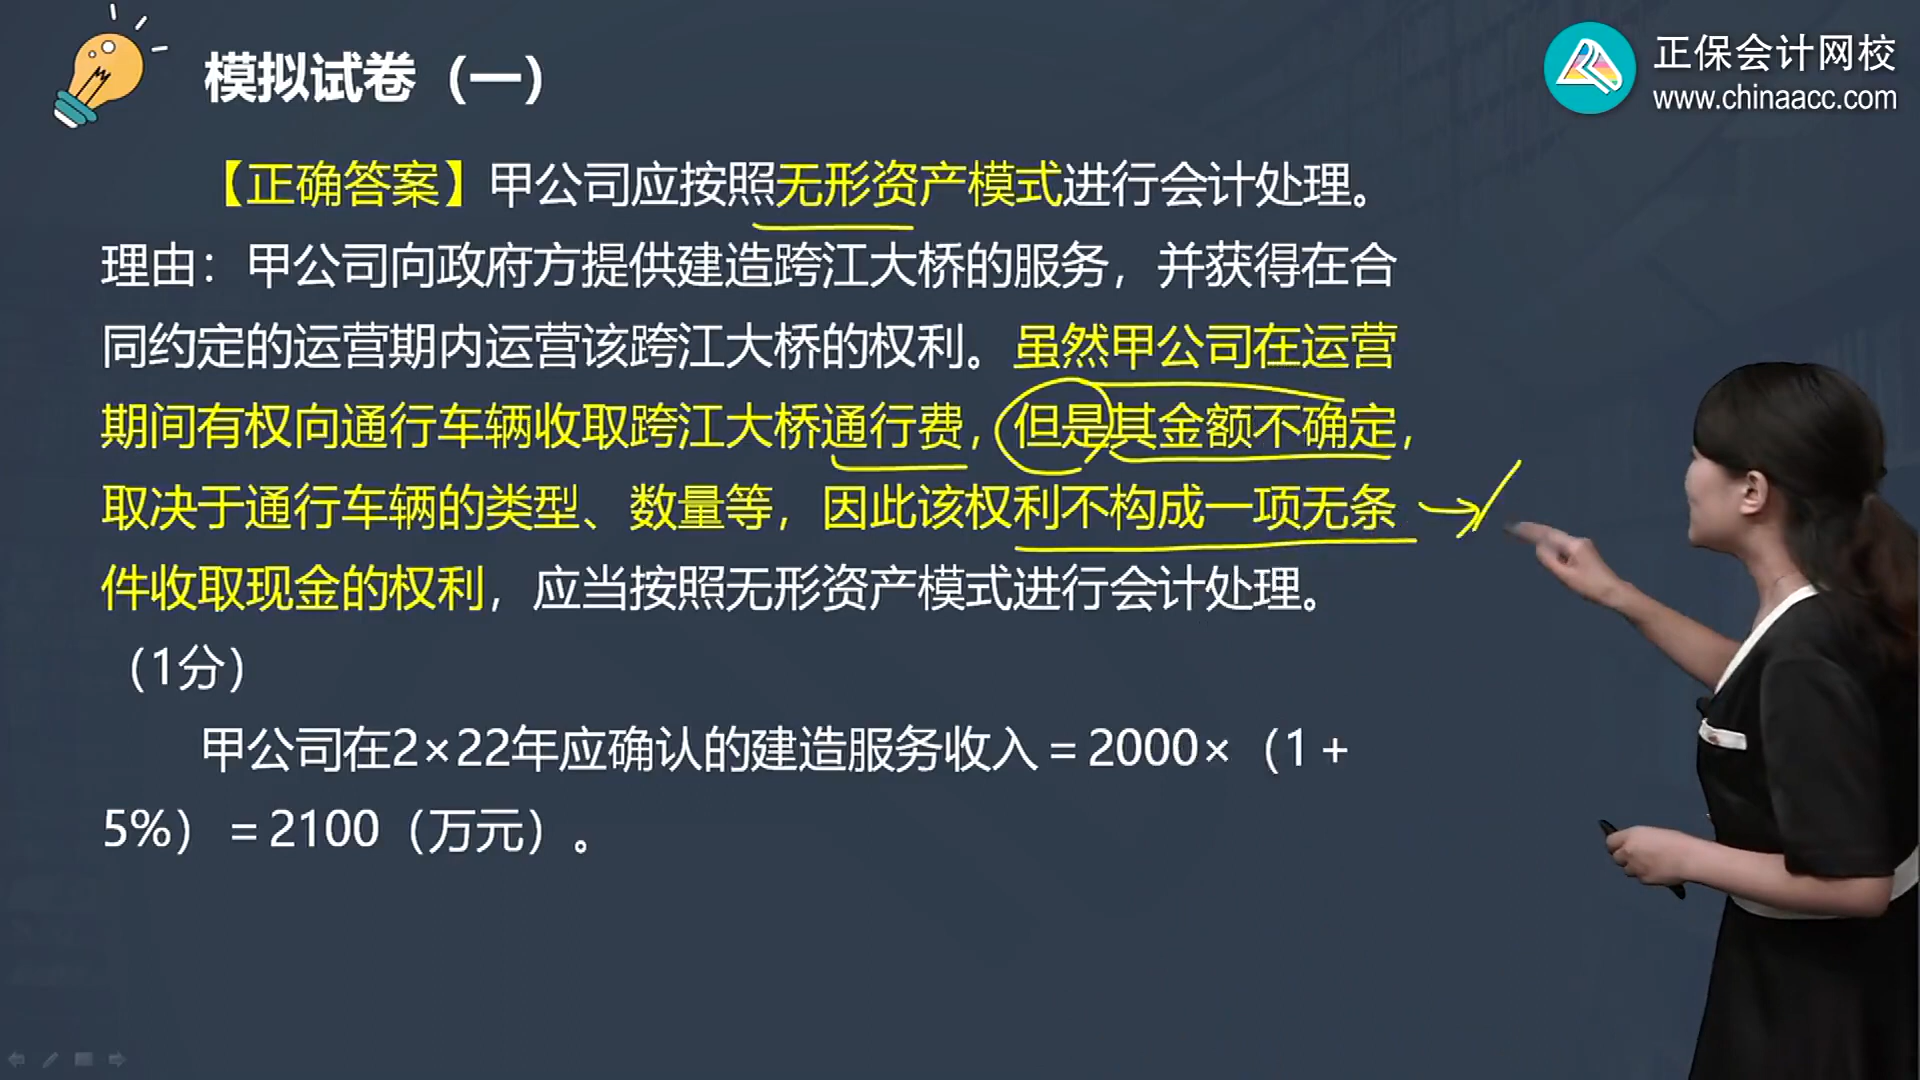 模拟试卷（一）
正保会计网校
www.chinaacc.com
【正确答案】甲公司应按照无形资产模式进行会计处理。
理由：甲公司向政府方提供建造跨江大桥的服务，并获得在合
同约定的运营期内运营该跨江大桥的权利。虽然甲公司在运营
期间有权向通行车辆收取跨江大桥通行费，但是其金额不确定，
取决于通行车辆的类型、数量等，因此该权利不构成一项无条
件收取现金的权利，应当按照无形资产模式进行会计处理。
（1分）
甲公司在2×22年应确认的建造服务收入＝2000×（1＋
5%）＝2100（万元）。